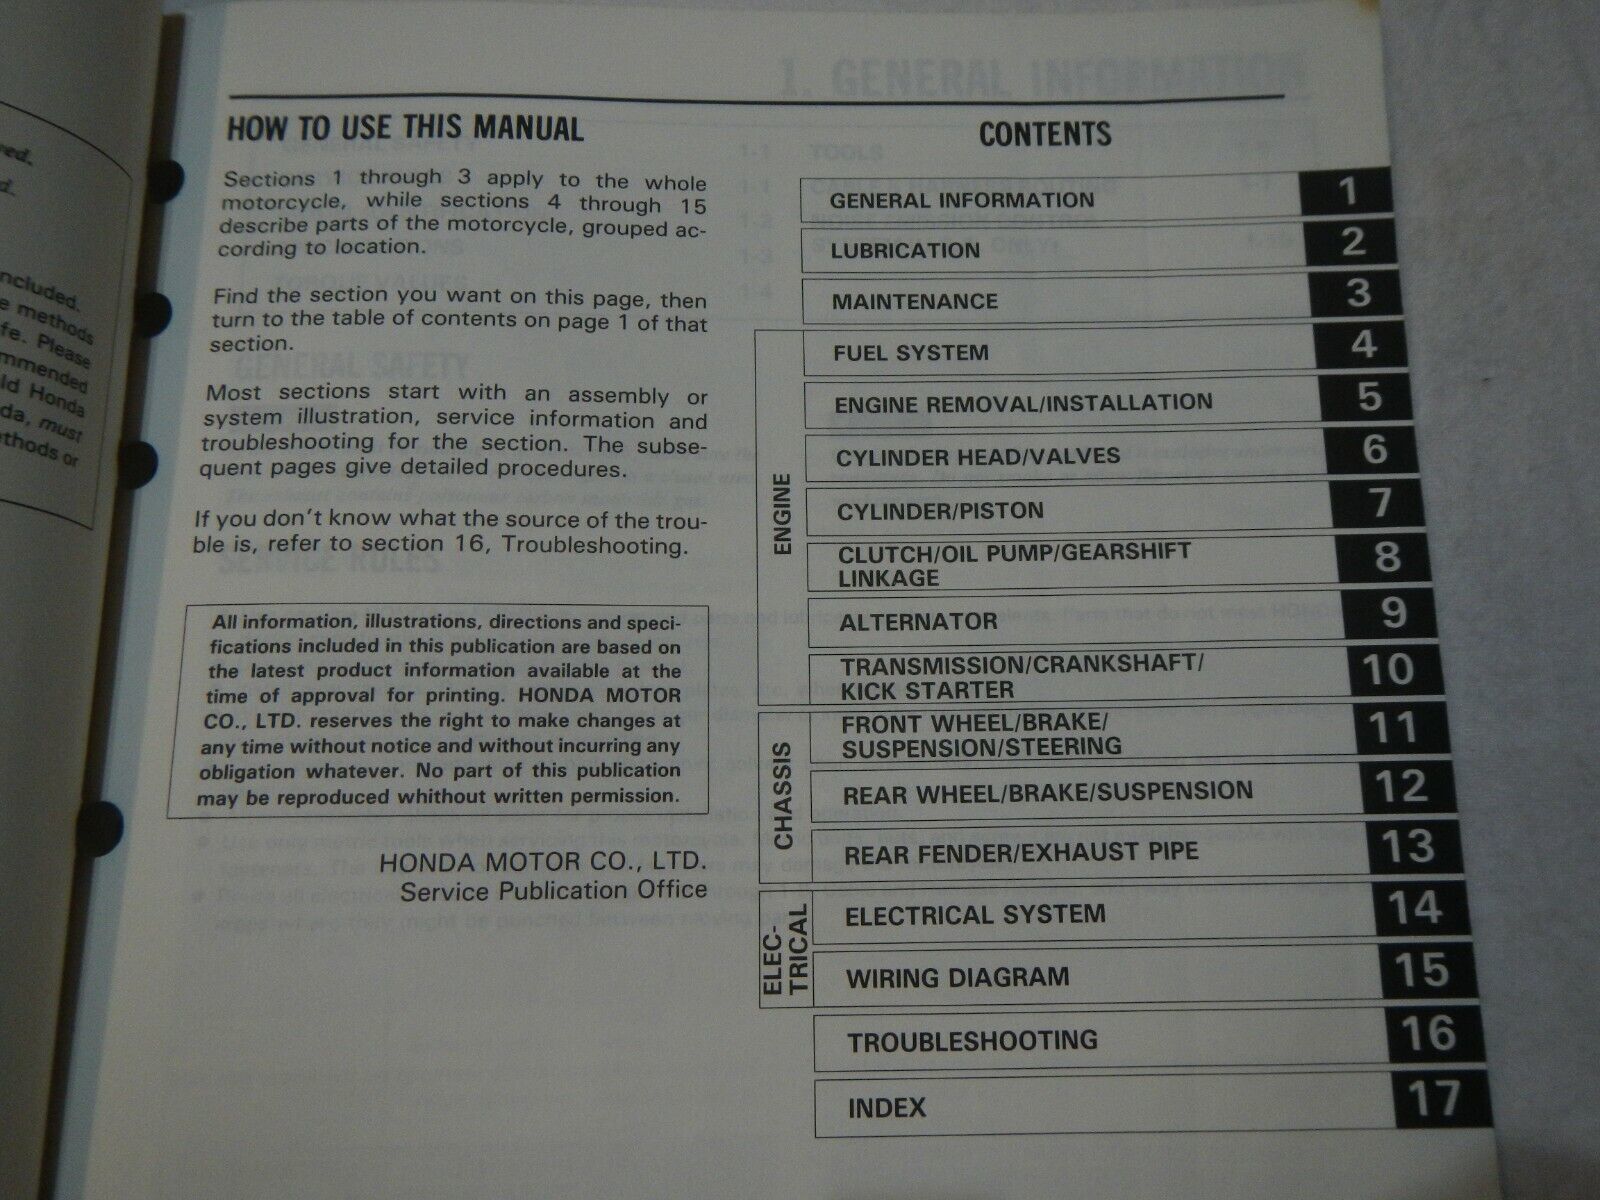 HOW TO USE THIS MANUAL
Sections 1 through 3 apply to the whole
motorcycle, while sections 4 through 15
describe parts of the motorcycle, grouped ac-
cording to location.
Find the section you want on this page, then
turn to the table of contents on page 1 of that
section.
Most sections start with an assembly or
system illustration, service information and
troubleshooting for the section. The subse-
quent pages give detailed procedures.
If you don't know what the source of the trou-
ble is, refer to section 16, Troubleshooting.
All information, illustrations, directions and speci-
fications included in this publication are based on
the latest product information available at the
time of approval for printing. HONDA MOTOR
CO., LTD. reserves the right to make changes at
any time without notice and without incurring any
obligation whatever. No part of this publication
may be reproduced whithout written permission.
HONDA MOTOR CO., LTD.
Service Publication Office
CONTENTS
GENERAL INFORMATION 1
LUBRICATION 2
MAINTENANCE 3
ENGINE
FUEL SYSTEM 4
ENGINE REMOVAL/INSTALLATION 5
CYLINDER HEAD/VALVES 6
CYLINDER/PISTON 7
CLUTCH/OIL PUMP/GEARSHIFT
LINKAGE 8
ALTERNATOR 9
TRANSMISSION/CRANKSHAFT/
KICK STARTER 10
CHASSIS
FRONT WHEEL/BRAKE/
SUSPENSION/STEERING 11
REAR WHEEL/BRAKE/SUSPENSION 12
REAR FENDER/EXHAUST PIPE 13
ELEC-
TRICAL
ELECTRICAL SYSTEM 14
WIRING DIAGRAM 15
TROUBLESHOOTING 16
INDEX 17
ncluded.
methods
Please
mmended
ld Honda
must
thods or